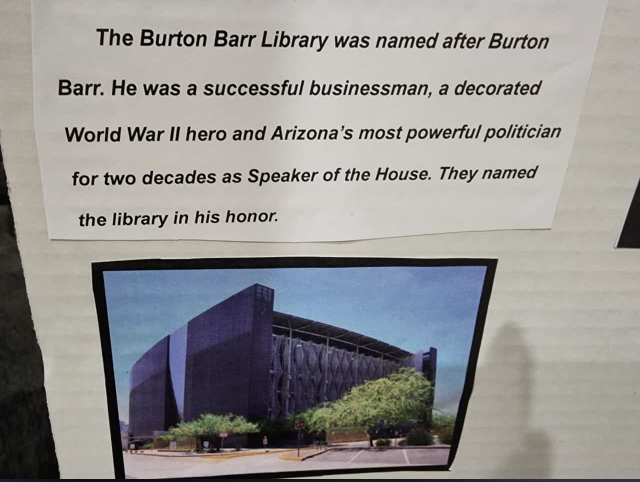 The Burton Barr Library was named after Burton
Barr. He was a successful businessman, a decorated
World War II hero and Arizona's most powerful politician
for two decades as Speaker of the House. They named
the library in his honor.